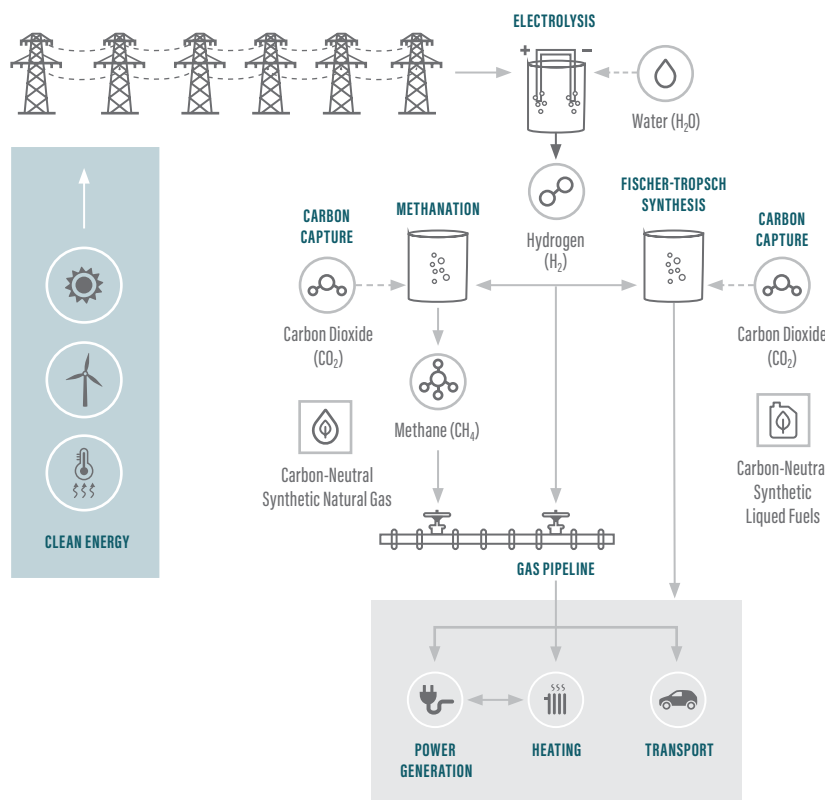 ELECTROLYSIS
+ −
Water (H₂O)
Hydrogen
(H₂)
FISCHER-TROPSCH
SYNTHESIS
METHANATION
CARBON
CAPTURE
CARBON
CAPTURE
Carbon Dioxide
(CO₂)
Carbon Dioxide
(CO₂)
Methane (CH₄)
Carbon-Neutral
Synthetic Natural Gas
Carbon-Neutra
Synthetic
Liqued Fuels
CLEAN ENERGY
GAS PIPELINE
POWER
GENERATION
HEATING
TRANSPORT